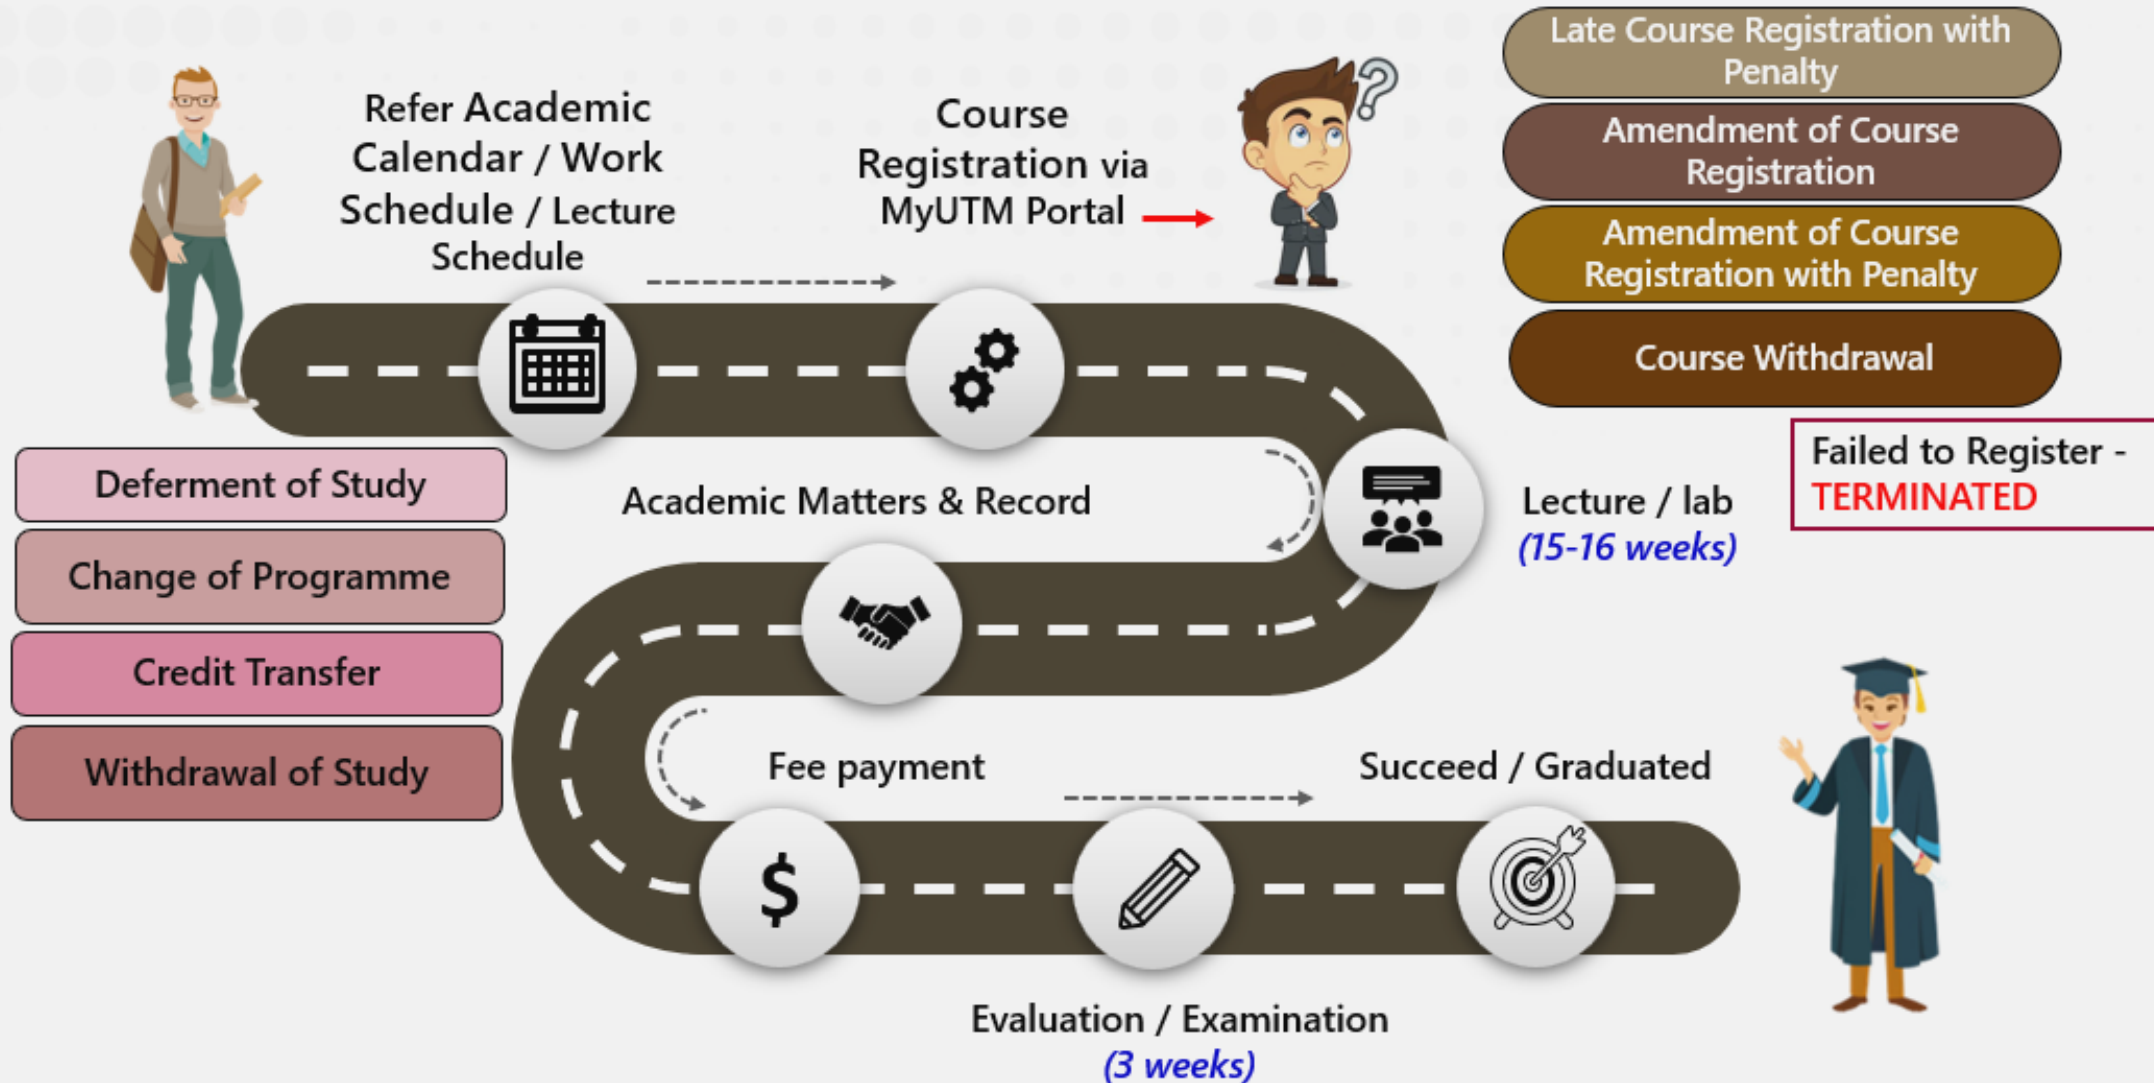 Refer Academic
Calendar / Work
Schedule / Lecture
Schedule
Course
Registration via
MyUTM Portal
?
Late Course Registration with
Penalty
Amendment of Course
Registration
Amendment of Course
Registration with Penalty
Course Withdrawal
Failed to Register -
TERMINATED
Lecture / lab
(15-16 weeks)
Academic Matters & Record
Deferment of Study
Change of Programme
Credit Transfer
Withdrawal of Study
Fee payment
$
Evaluation / Examination
(3 weeks)
Succeed / Graduated